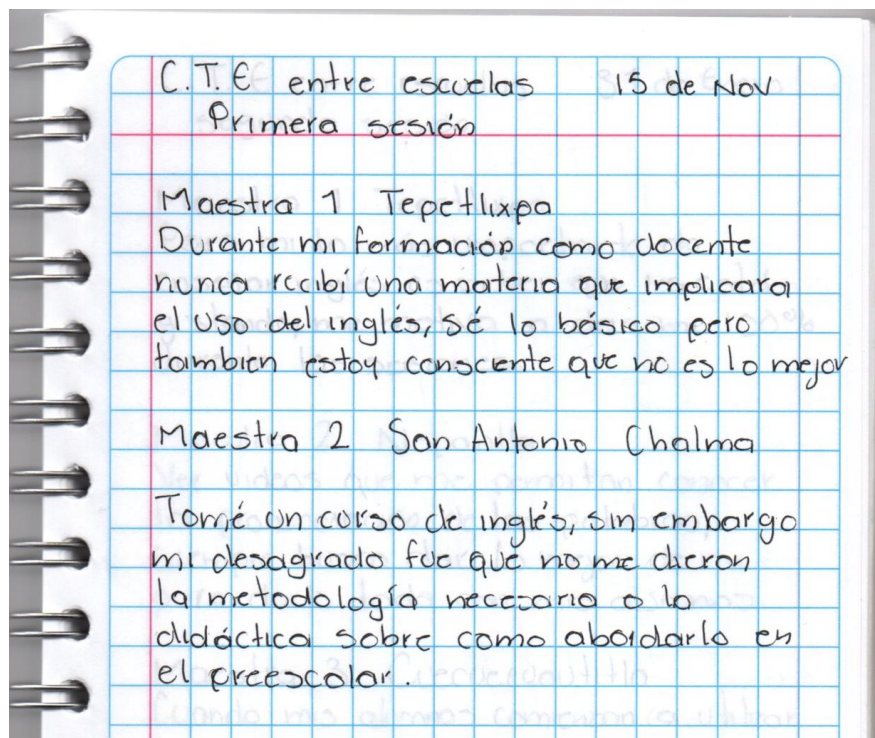 C.T.E entre escuelas 15 de Nov
Primera sesión
Maestra 1 Tepetlixpa
Durante mi formación como docente
nunca recibí una materia que implicara
el uso del inglés, sé lo básico pero
tambien estoy conscente que no es lo mejor
Maestra 2 San Antonio Chalma
Tomé un curso de inglés, sin embargo
mi desagrado fue que no me dieron
la metodología necesaria o la
didáctica sobre como abordarlo en
el preescolar.